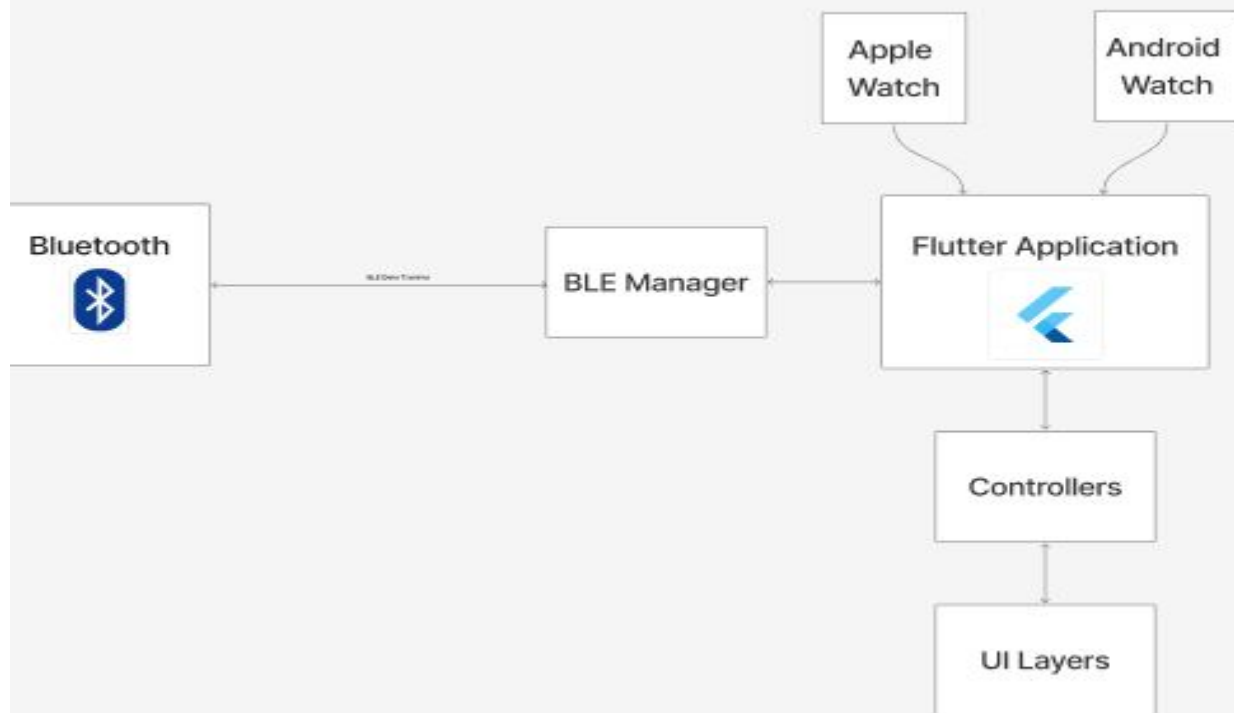 Apple
Watch
Android
Watch
Bluetooth
BLE Manager
Flutter Application
Controllers
UI Layers